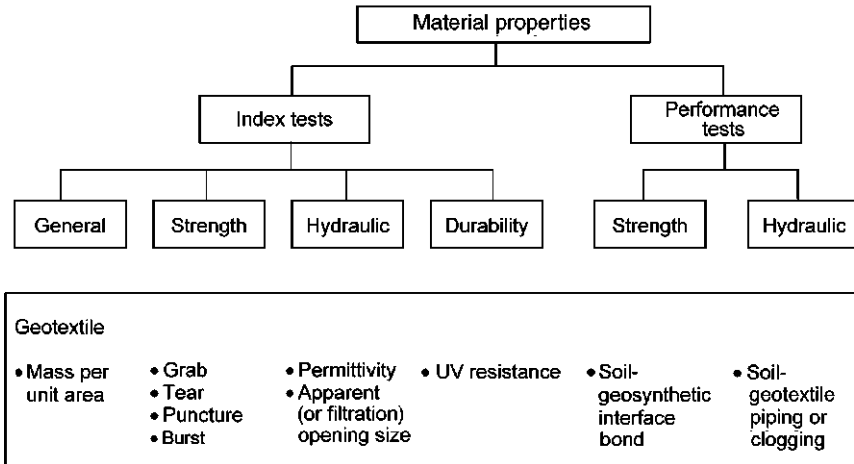 Material properties
Index tests
Performance
tests
General
Strength
Hydraulic
Durability
Strength
Hydraulic
Geotextile
• Mass per
unit area
• Grab
• Tear
• Puncture
• Burst
• Permittivity
• Apparent
(or filtration)
opening size
• UV resistance
• Soil-
geosynthetic
interface
bond
• Soil-
geotextile
piping or
clogging